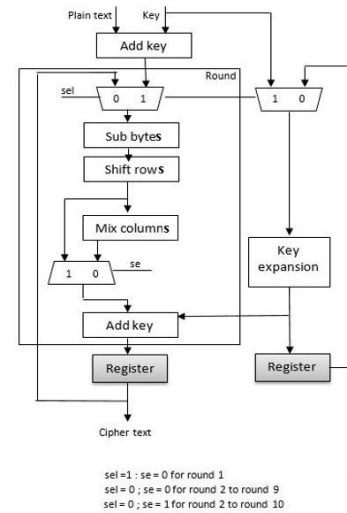 Plain text Key
Add key
Round
sel 0 1 1 0
Sub bytes
Shift rows
Mix columns
Key
expansion
1 0 se
Add key
Register Register
Cipher text
sel =1 : se = 0 for round 1
sel = 0 ; se = 0 for round 2 to round 9
sel = 0 ; se = 1 for round 2 to round 10